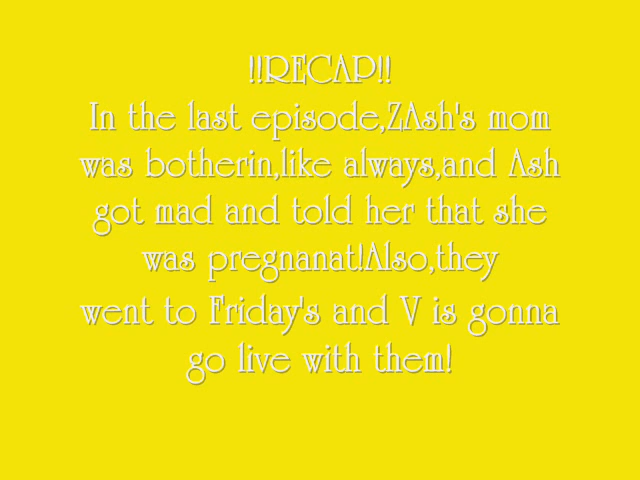 !!RECAP!!
In the last episode,ZAsh's mom
was botherin,like always,and Ash
got mad and told her that she
was pregnanat!Also,they
went to Friday's and V is gonna
go live with them!